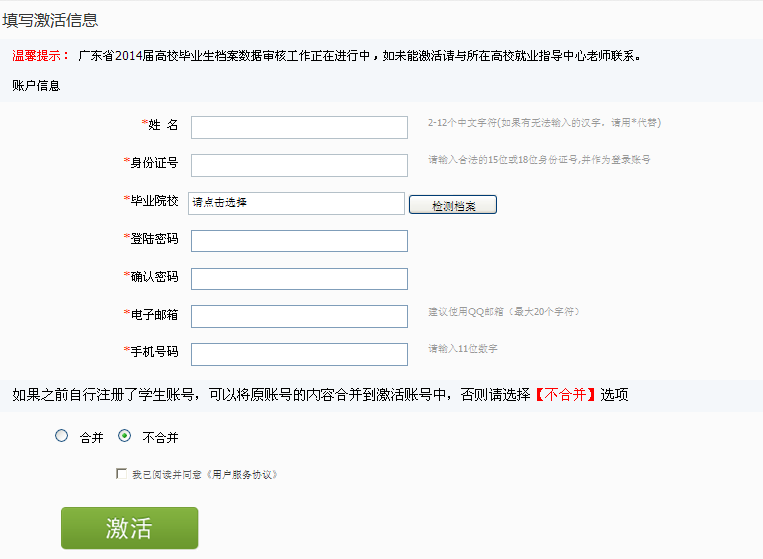 填写激活信息
温馨提示： 广东省2014届高校毕业生档案数据审核工作正在进行中，如未能激活请与所在高校就业指导中心老师联系。
账户信息
*姓 名 2-12个中文字符(如果有无法输入的汉字，请用*代替)
*身份证号 请输入合法的15位或18位身份证号,并作为登录账号
*毕业院校 请点击选择 检测档案
*登陆密码
*确认密码
*电子邮箱 建议使用QQ邮箱（最大20个字符）
*手机号码 请输入11位数字
如果之前自行注册了学生账号，可以将原账号的内容合并到激活账号中，否则请选择【不合并】选项
合并 不合并
我已阅读并同意《用户服务协议》
激活